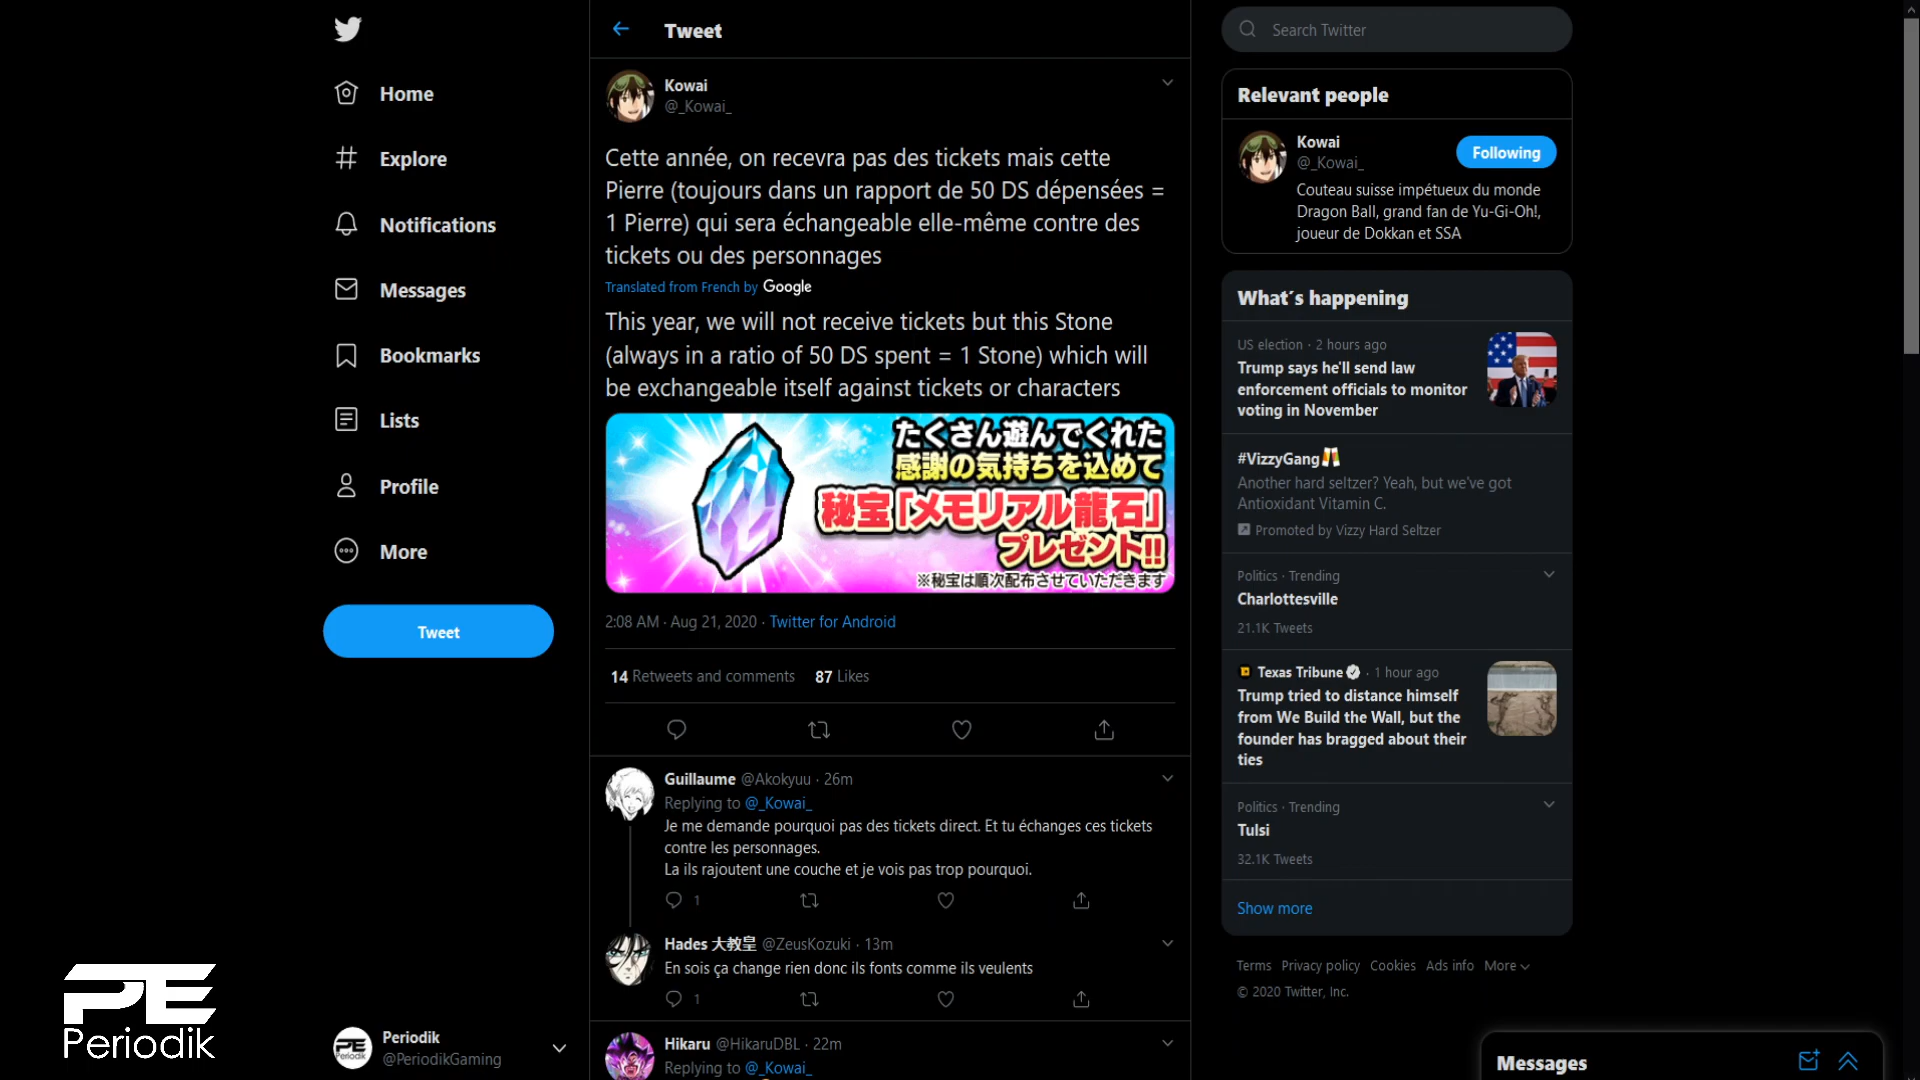 Home
Explore
Notifications
Messages
Bookmarks
Lists
Profile
More
Tweet
PE
Periodik
Periodik
@PeriodikGaming
Tweet
Kowai
@_Kowai_
Cette année, on recevra pas des tickets mais cette
Pierre (toujours dans un rapport de 50 DS dépensées =
1 Pierre) qui sera échangeable elle-même contre des
tickets ou des personnages
Translated from French by Google
This year, we will not receive tickets but this Stone
(always in a ratio of 50 DS spent = 1 Stone) which will
be exchangeable itself against tickets or characters
たくさん遊んでくれた
感謝の気持ちを込めて
秘宝「メモリアル龍石」
プレゼント!!
※秘宝は順次配布させていただきます
2:08 AM · Aug 21, 2020 · Twitter for Android
14 Retweets and comments 87 Likes
Guillaume @Akokyuu · 26m
Replying to @_Kowai_
Je me demande pourquoi pas des tickets direct. Et tu échanges ces tickets
contre les personnages.
La ils rajoutent une couche et je vois pas trop pourquoi.
1
Hades 大教皇 @ZeusKozuki · 13m
En sois ça change rien donc ils fonts comme ils veulents
1
Hikaru @HikaruDBL · 22m
Replying to @_Kowai_
Search Twitter
Relevant people
Kowai
@_Kowai_
Following
Couteau suisse impétueux du monde
Dragon Ball, grand fan de Yu-Gi-Oh!,
joueur de Dokkan et SSA
What's happening
US election · 2 hours ago
Trump says he'll send law
enforcement officials to monitor
voting in November
#VizzyGang
Another hard seltzer? Yeah, but we've got
Antioxidant Vitamin C.
Promoted by Vizzy Hard Seltzer
Politics · Trending
Charlottesville
21.1K Tweets
Texas Tribune · 1 hour ago
Trump tried to distance himself
from We Build the Wall, but the
founder has bragged about their
ties
Politics · Trending
Tulsi
32.1K Tweets
Show more
Terms Privacy policy Cookies Ads info More
© 2020 Twitter, Inc.
Messages